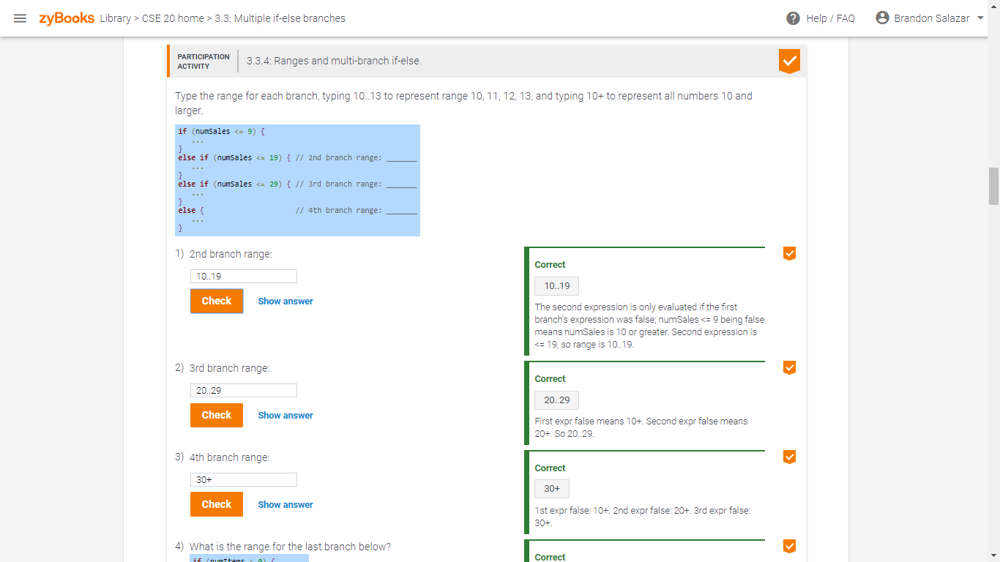 zyBooks Library > CSE 20 home > 3.3: Multiple if-else branches
Help / FAQ
Brandon Salazar
PARTICIPATION
ACTIVITY
3.3.4: Ranges and multi-branch if-else.
Type the range for each branch, typing 10..13 to represent range 10, 11, 12, 13, and typing 10+ to represent all numbers 10 and
larger.
if (numSales <= 9) {
...
}
else if (numSales <= 19) { // 2nd branch range: _______
...
}
else if (numSales <= 29) { // 3rd branch range: _______
...
}
else { // 4th branch range: _______
...
}
1) 2nd branch range:
10..19
Check Show answer
Correct
10..19
The second expression is only evaluated if the first
branch's expression was false; numSales <= 9 being false
means numSales is 10 or greater. Second expression is
<= 19, so range is 10..19.
2) 3rd branch range:
20..29
Check Show answer
Correct
20..29
First expr false means 10+. Second expr false means
20+. So 20..29.
3) 4th branch range:
30+
Check Show answer
Correct
30+
1st expr false: 10+. 2nd expr false: 20+. 3rd expr false:
30+.
4) What is the range for the last branch below?
if (numItems < 0) {
Correct